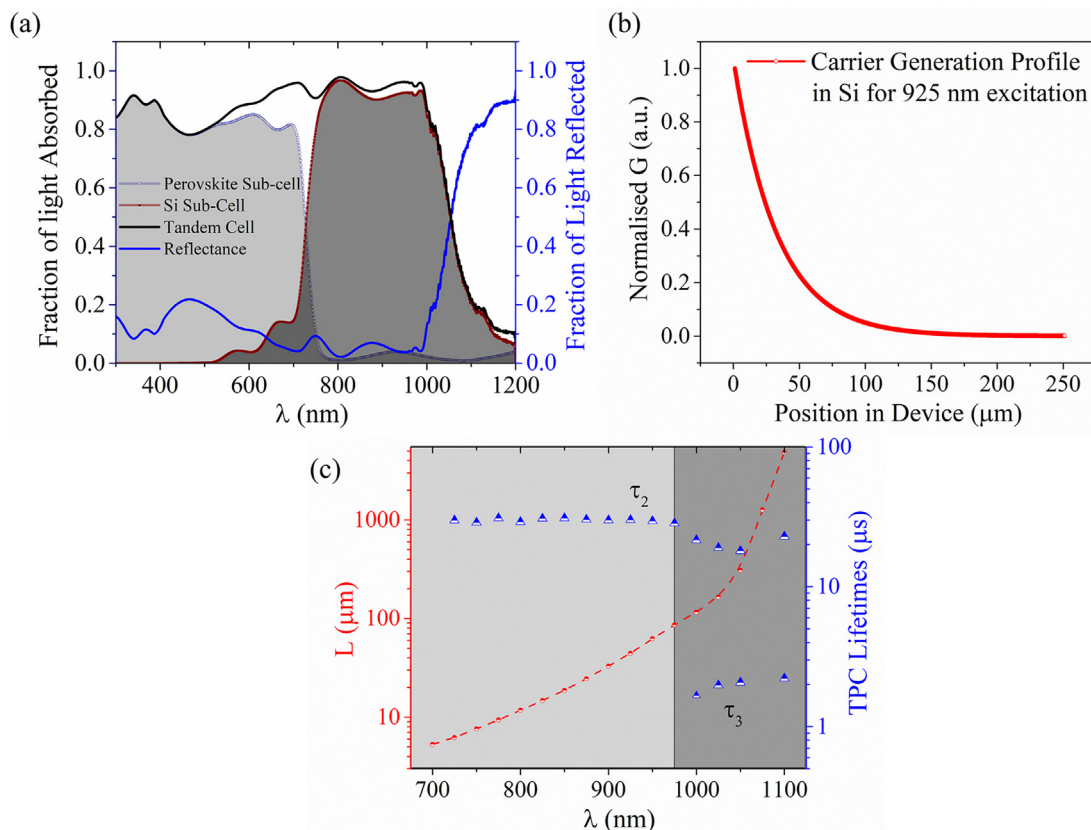 (a)
Fraction of light Absorbed
1.0
0.8
0.6
0.4
0.2
0.0
Perovskite Sub-cell
Si Sub-Cell
Tandem Cell
Reflectance
1.0
0.8
0.6
0.4
0.2
0.0
Fraction of Light Reflected
400 600 800 1000 1200
λ (nm)
(b)
Normalised G (a.u.)
1.0
0.8
0.6
0.4
0.2
0.0
Carrier Generation Profile
in Si for 925 nm excitation
0 50 100 150 200 250
Position in Device (μm)
(c)
L (μm)
1000
100
10
τ2
τ3
100
10
1
TPC Lifetimes (μs)
700 800 900 1000 1100
λ (nm)